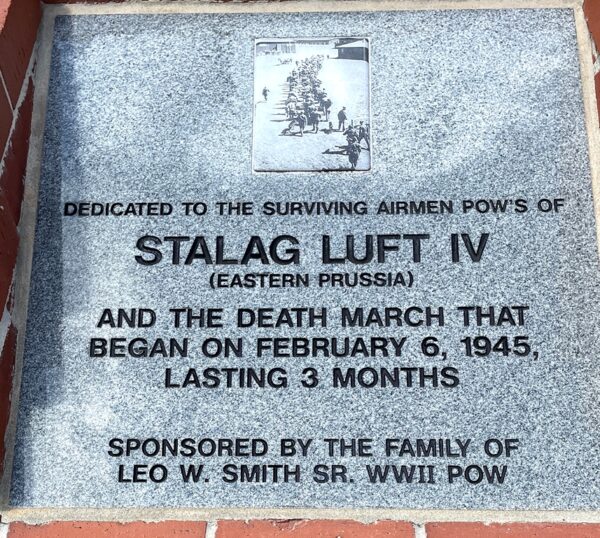 DEDICATED TO THE SURVIVING AIRMEN POW'S OF
STALAG LUFT IV
(EASTERN PRUSSIA)
AND THE DEATH MARCH THAT
BEGAN ON FEBRUARY 6, 1945,
LASTING 3 MONTHS
SPONSORED BY THE FAMILY OF
LEO W. SMITH SR. WWII POW